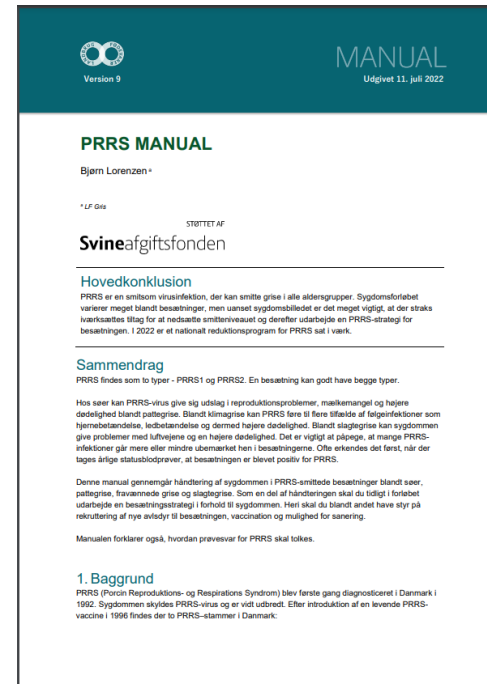 MANUAL
Version 9
Udgivet 11. juli 2022
PRRS MANUAL
Bjørn Lorenzen ª
ª LF Gris
STØTTET AF
Svineafgiftsfonden
Hovedkonklusion
PRRS er en smitsom virusinfektion, der kan smitte grise i alle aldersgrupper. Sygdomsforløbet
varierer meget blandt besætninger, men uanset sygdomsbilledet er det meget vigtigt, at der straks
iværksættes tiltag for at nedsætte smitteniveauet og derefter udarbejde en PRRS-strategi for
besætningen. I 2022 er et nationalt reduktionsprogram for PRRS sat i værk.
Sammendrag
PRRS findes som to typer - PRRS1 og PRRS2. En besætning kan godt have begge typer.
Hos søer kan PRRS-virus give sig udslag i reproduktionsproblemer, mælkemangel og højere
dødelighed blandt pattegrise. Blandt klimagrise kan PRRS føre til flere tilfælde af følgeinfektioner som
hjernebetændelse, ledbetændelse og dermed højere dødelighed. Blandt slagtegrise kan sygdommen
give problemer med luftvejene og en højere dødelighed. Det er vigtigt at påpege, at mange PRRS-
infektioner går mere eller mindre ubemærket hen i besætningerne. Ofte erkendes det først, når der
tages årlige statusblodprøver, at besætningen er blevet positiv for PRRS.
Denne manual gennemgår håndtering af sygdommen i PRRS-smittede besætninger blandt søer,
pattegrise, fravænnede grise og slagtegrise. Som en del af håndteringen skal du tidligt i forløbet
udarbejde en besætningsstrategi i forhold til sygdommen. Heri skal du blandt andet have styr på
rekruttering af nye avlsdyr til besætningen, vaccination og mulighed for sanering.
Manualen forklarer også, hvordan prøvesvar for PRRS skal tolkes.
1. Baggrund
PRRS (Porcin Reproduktions- og Respirations Syndrom) blev første gang diagnosticeret i Danmark i
1992. Sygdommen skyldes PRRS-virus og er vidt udbredt. Efter introduktion af en levende PRRS-
vaccine i 1996 findes der to PRRS–stammer i Danmark: